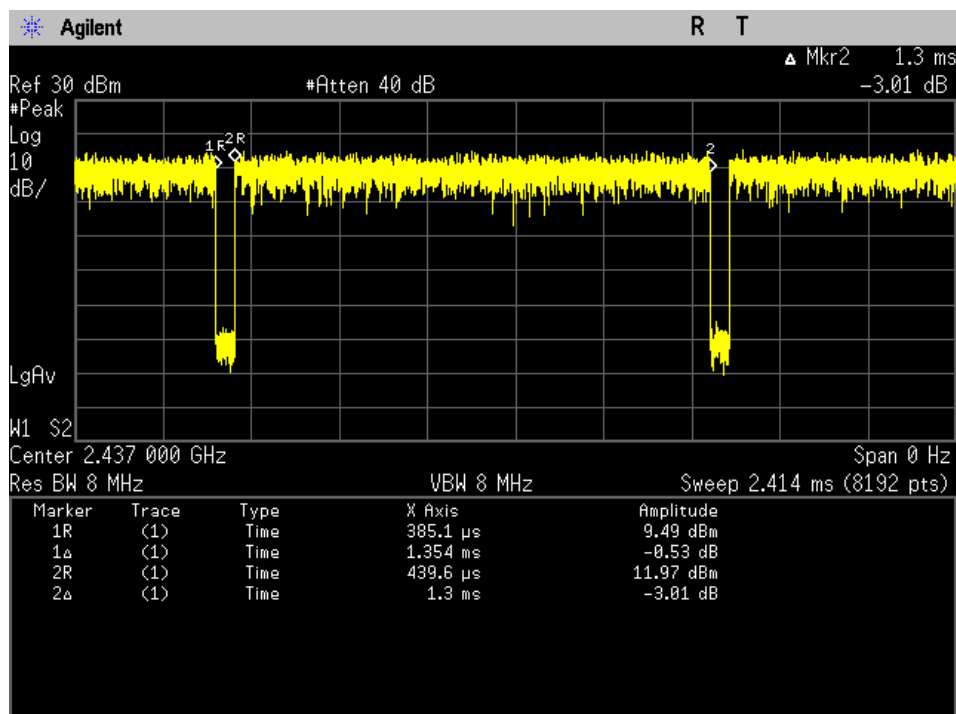 Agilent R T
Δ Mkr2 1.3 ms
Ref 30 dBm #Atten 40 dB -3.01 dB
#Peak
Log
10
dB/
1R 2R 2
LgAv
W1 S2
Center 2.437 000 GHz Span 0 Hz
Res BW 8 MHz VBW 8 MHz Sweep 2.414 ms (8192 pts)
Marker Trace Type X Axis Amplitude
1R (1) Time 385.1 µs 9.49 dBm
1Δ (1) Time 1.354 ms -0.53 dB
2R (1) Time 439.6 µs 11.97 dBm
2Δ (1) Time 1.3 ms -3.01 dB